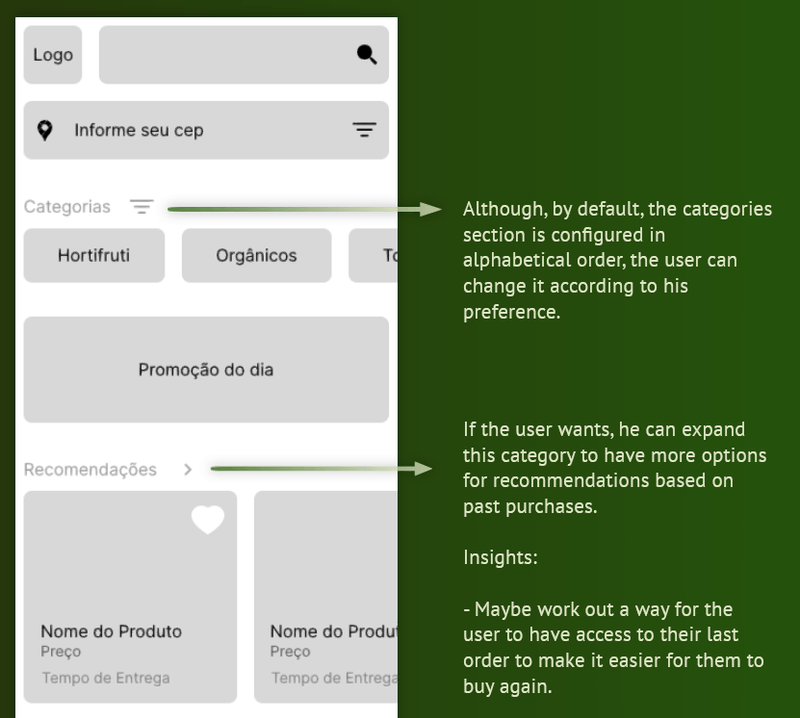 Logo
Informe seu cep
Categorias
Hortifruti
Orgânicos
Promoção do dia
Recomendações
Nome do Produto
Preço
Tempo de Entrega
Nome do Produt
Preço
Tempo de Entrega
Although, by default, the categories
section is configured in
alphabetical order, the user can
change it according to his
preference.
If the user wants, he can expand
this category to have more options
for recommendations based on
past purchases.
Insights:
- Maybe work out a way for the
user to have access to their last
order to make it easier for them to
buy again.